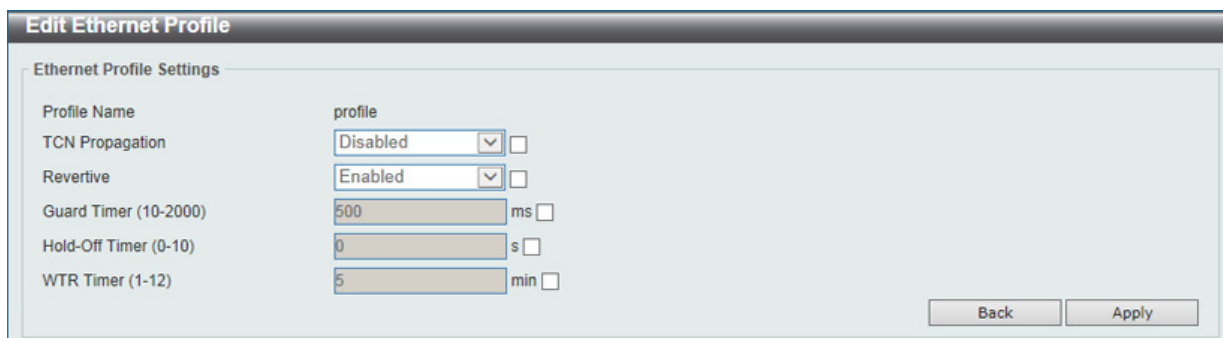 Edit Ethernet Profile
Ethernet Profile Settings
Profile Name profile
TCN Propagation Disabled
Revertive Enabled
Guard Timer (10-2000) 500 ms
Hold-Off Timer (0-10) 0 s
WTR Timer (1-12) 5 min
Back Apply